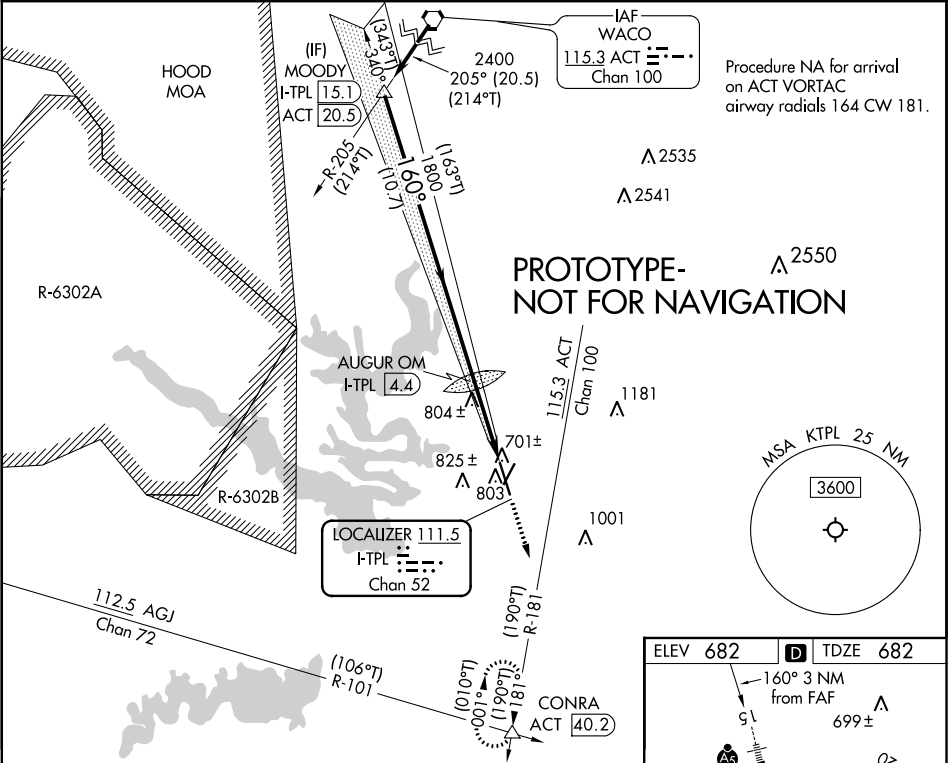 IAF
WACO
115.3 ACT
Chan 100
Procedure NA for arrival
on ACT VORTAC
airway radials 164 CW 181.
2400
205° (20.5)
(214°T)
(343°T)
340°
(IF)
MOODY
I-TPL 15.1
ACT 20.5
HOOD
MOA
R-205
(214°T)
160°
(10.7)
1800
(163°T)
2535
2541
2550
R-6302A
PROTOTYPE-
NOT FOR NAVIGATION
AUGUR OM
I-TPL 4.4
115.3 ACT
Chan 100
804 ±
1181
701±
825 ±
803
MSA KTPL 25 NM
3600
R-6302B
LOCALIZER 111.5
I-TPL
Chan 52
1001
112.5 AGJ
Chan 72
(190°T)
R-181
(106°T)
R-101
(010°T)
001°
(190°T)
181°
CONRA
ACT 40.2
ELEV 682 D TDZE 682
160° 3 NM
from FAF
699 ±
15
A5